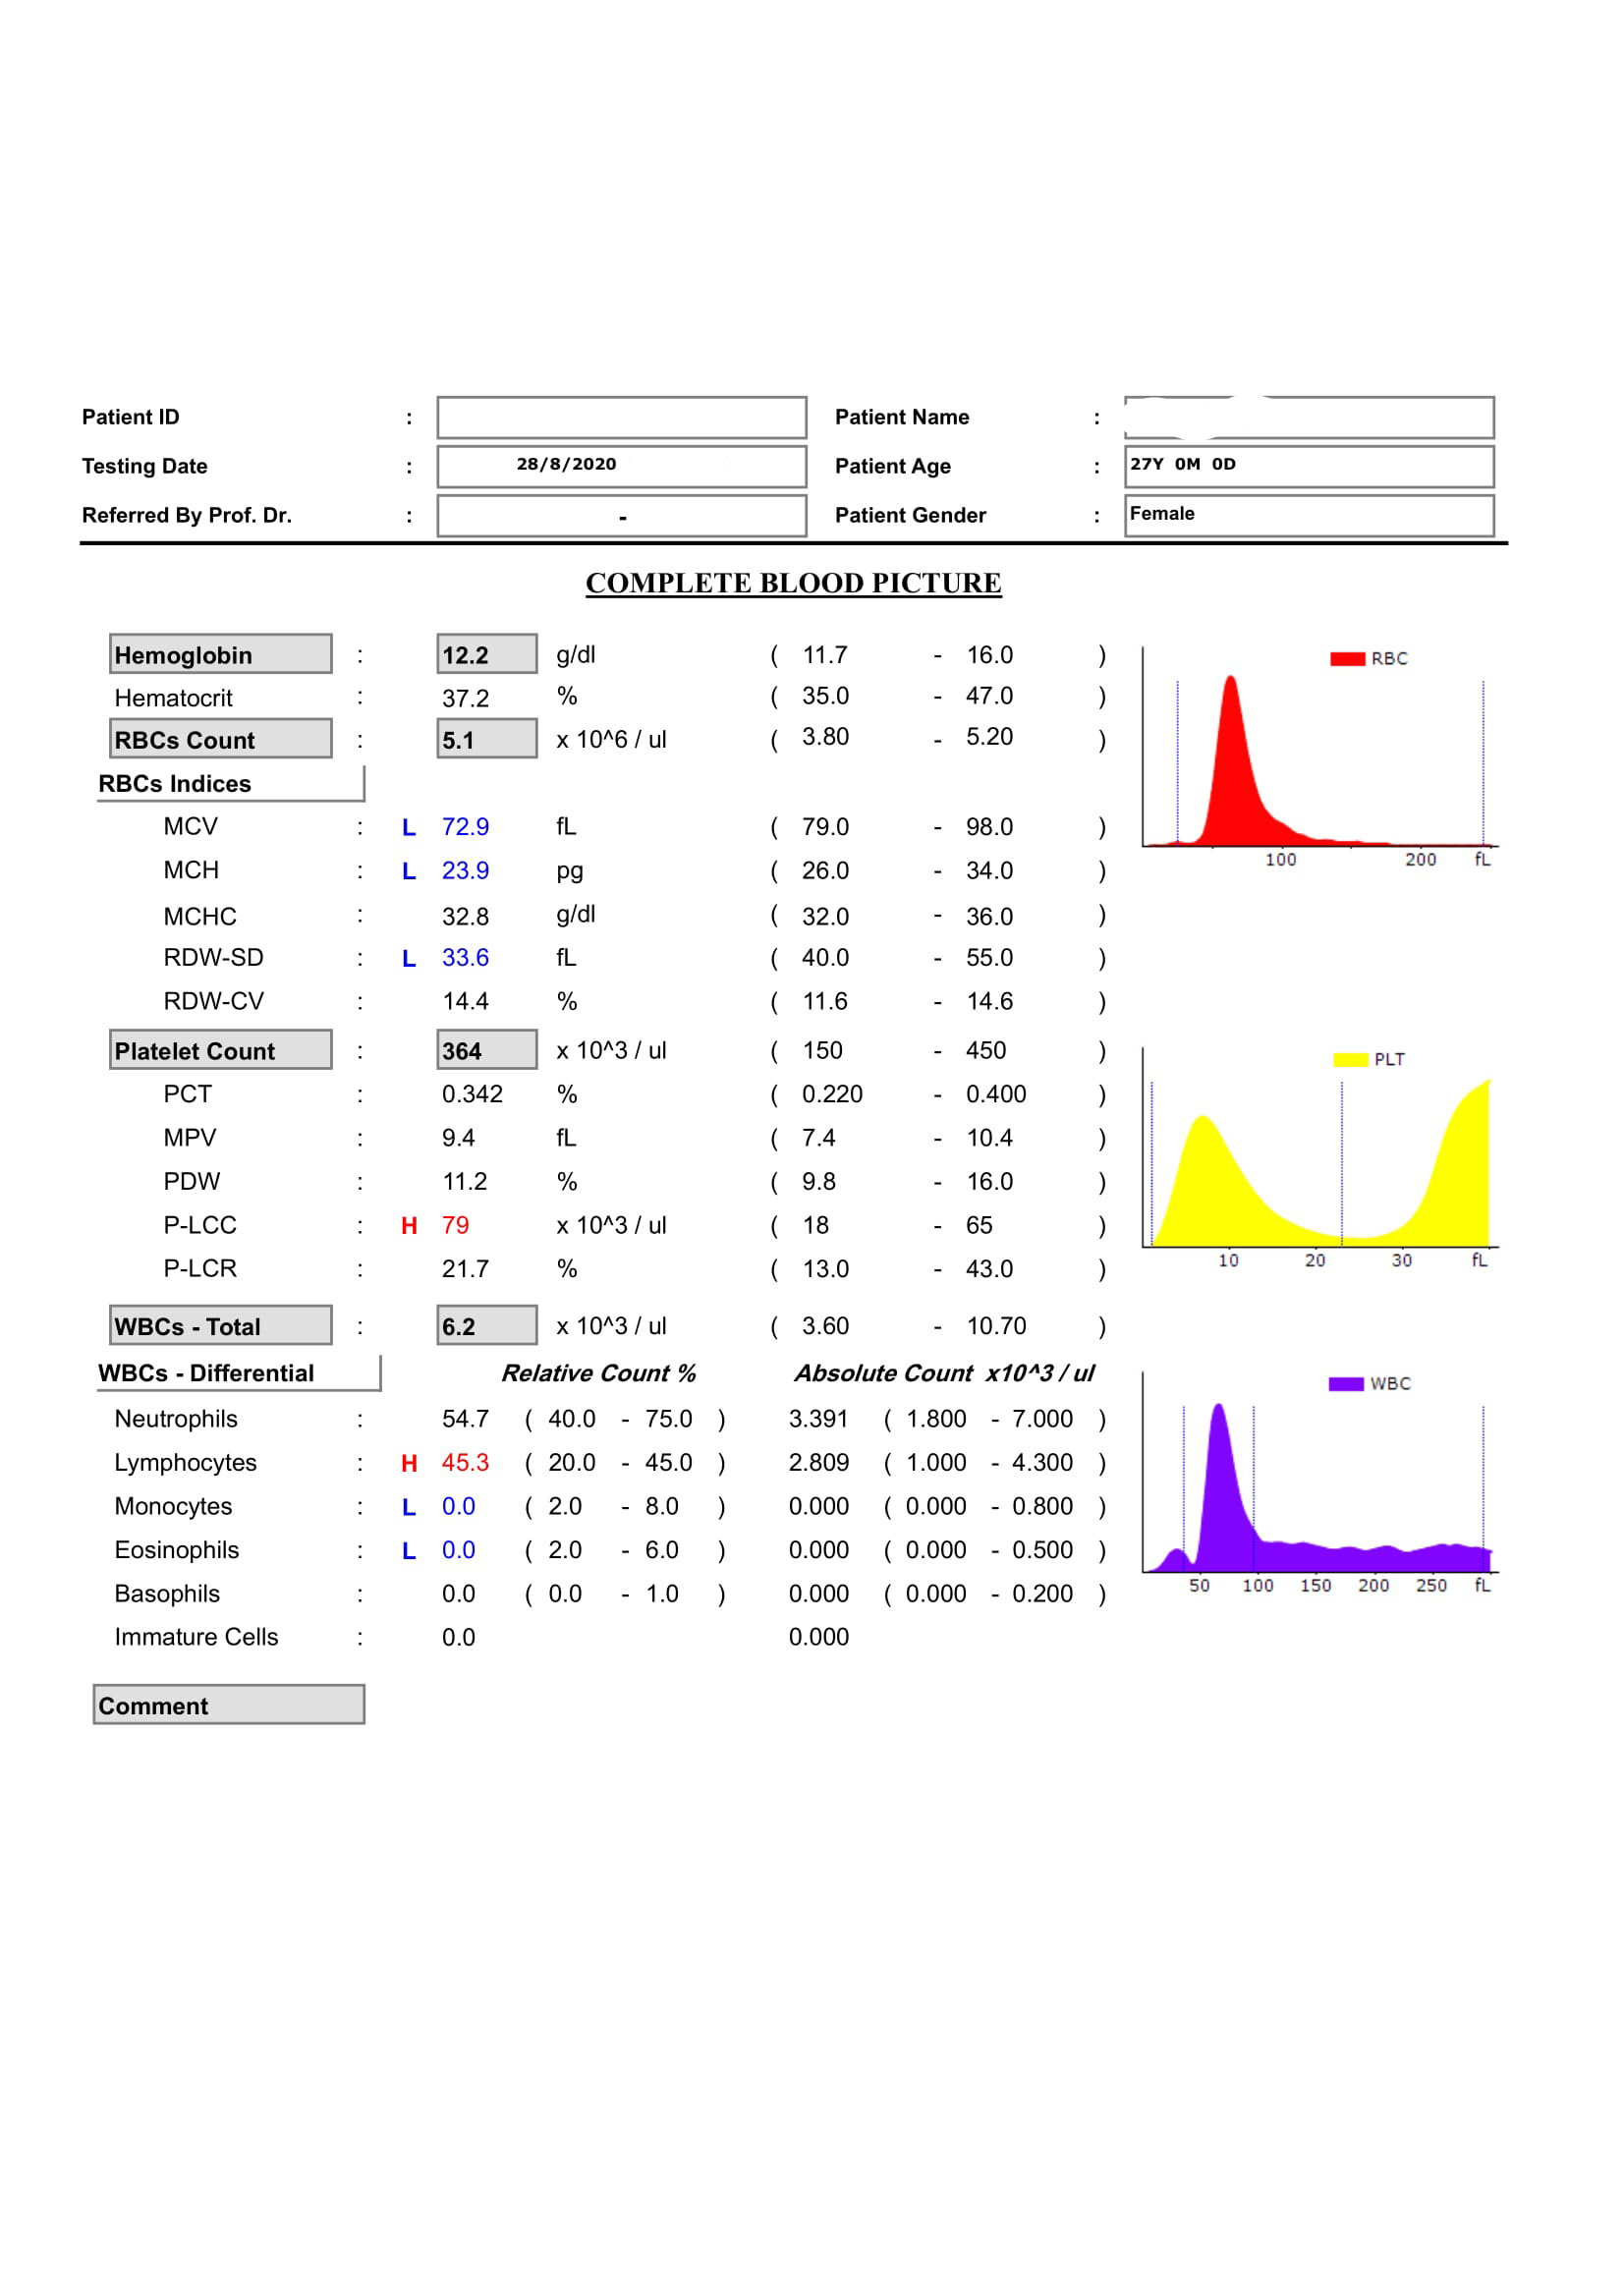 Patient ID : Patient Name :
Testing Date : 28/8/2020 Patient Age : 27Y 0M 0D
Referred By Prof. Dr. : - Patient Gender : Female
COMPLETE BLOOD PICTURE
Hemoglobin : 12.2 g/dl ( 11.7 - 16.0 )
Hematocrit : 37.2 % ( 35.0 - 47.0 )
RBCs Count : 5.1 x 10^6 / ul ( 3.80 - 5.20 )
RBCs Indices
MCV : L 72.9 fL ( 79.0 - 98.0 )
MCH : L 23.9 pg ( 26.0 - 34.0 )
MCHC : 32.8 g/dl ( 32.0 - 36.0 )
RDW-SD : L 33.6 fL ( 40.0 - 55.0 )
RDW-CV : 14.4 % ( 11.6 - 14.6 )
Platelet Count : 364 x 10^3 / ul ( 150 - 450 )
PCT : 0.342 % ( 0.220 - 0.400 )
MPV : 9.4 fL ( 7.4 - 10.4 )
PDW : 11.2 % ( 9.8 - 16.0 )
P-LCC : H 79 x 10^3 / ul ( 18 - 65 )
P-LCR : 21.7 % ( 13.0 - 43.0 )
WBCs - Total : 6.2 x 10^3 / ul ( 3.60 - 10.70 )
WBCs - Differential Relative Count % Absolute Count x10^3 / ul
Neutrophils : 54.7 ( 40.0 - 75.0 ) 3.391 ( 1.800 - 7.000 )
Lymphocytes : H 45.3 ( 20.0 - 45.0 ) 2.809 ( 1.000 - 4.300 )
Monocytes : L 0.0 ( 2.0 - 8.0 ) 0.000 ( 0.000 - 0.800 )
Eosinophils : L 0.0 ( 2.0 - 6.0 ) 0.000 ( 0.000 - 0.500 )
Basophils : 0.0 ( 0.0 - 1.0 ) 0.000 ( 0.000 - 0.200 )
Immature Cells : 0.0 0.000
Comment
RBC
100 200 fL
PLT
10 20 30 fL
WBC
50 100 150 200 250 fL